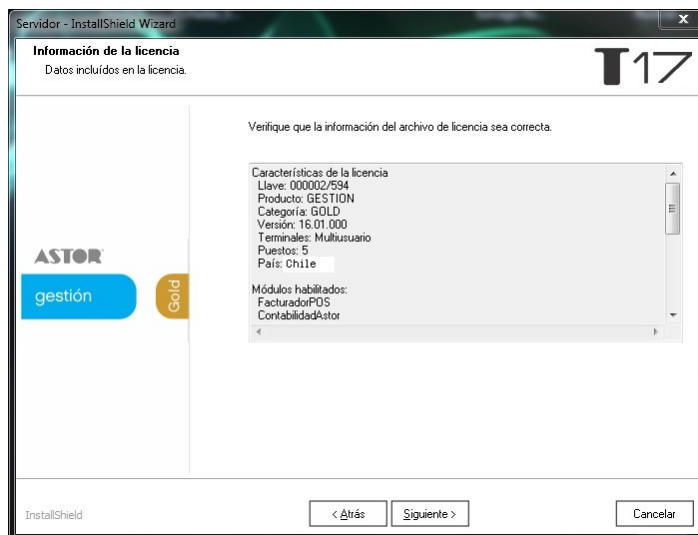 Servidor - InstallShield Wizard
Información de la licencia
Datos incluídos en la licencia.
T17
Verifique que la información del archivo de licencia sea correcta.
Características de la licencia
Llave: 000002/594
Producto: GESTION
Categoría: GOLD
Versión: 16.01.000
Terminales: Multiusuario
Puestos: 5
País: Chile
Módulos habilitados:
FacturadorPOS
ContabilidadAstor
ASTOR
gestión
Gold
InstallShield
< Atrás
Siguiente >
Cancelar